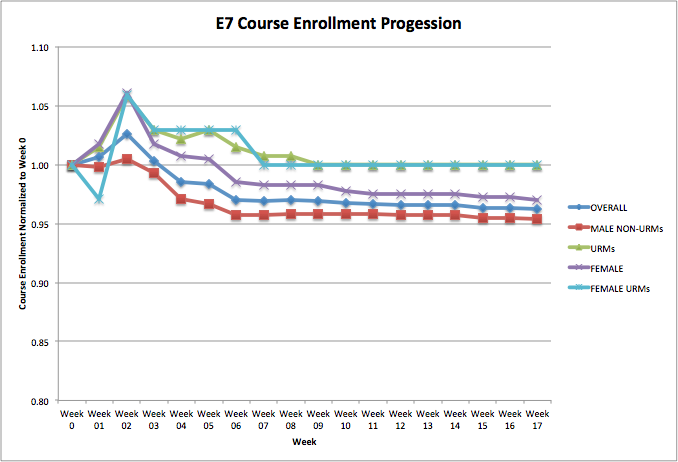 E7 Course Enrollment Progession
1.10
1.05
1.00
0.95
0.90
0.85
0.80
Course Enrollment Normalized to Week 0
Week 0
Week 01
Week 02
Week 03
Week 04
Week 05
Week 06
Week 07
Week 08
Week 09
Week 10
Week 11
Week 12
Week 13
Week 14
Week 15
Week 16
Week 17
Week
OVERALL
MALE NON-URMs
URMs
FEMALE
FEMALE URMs